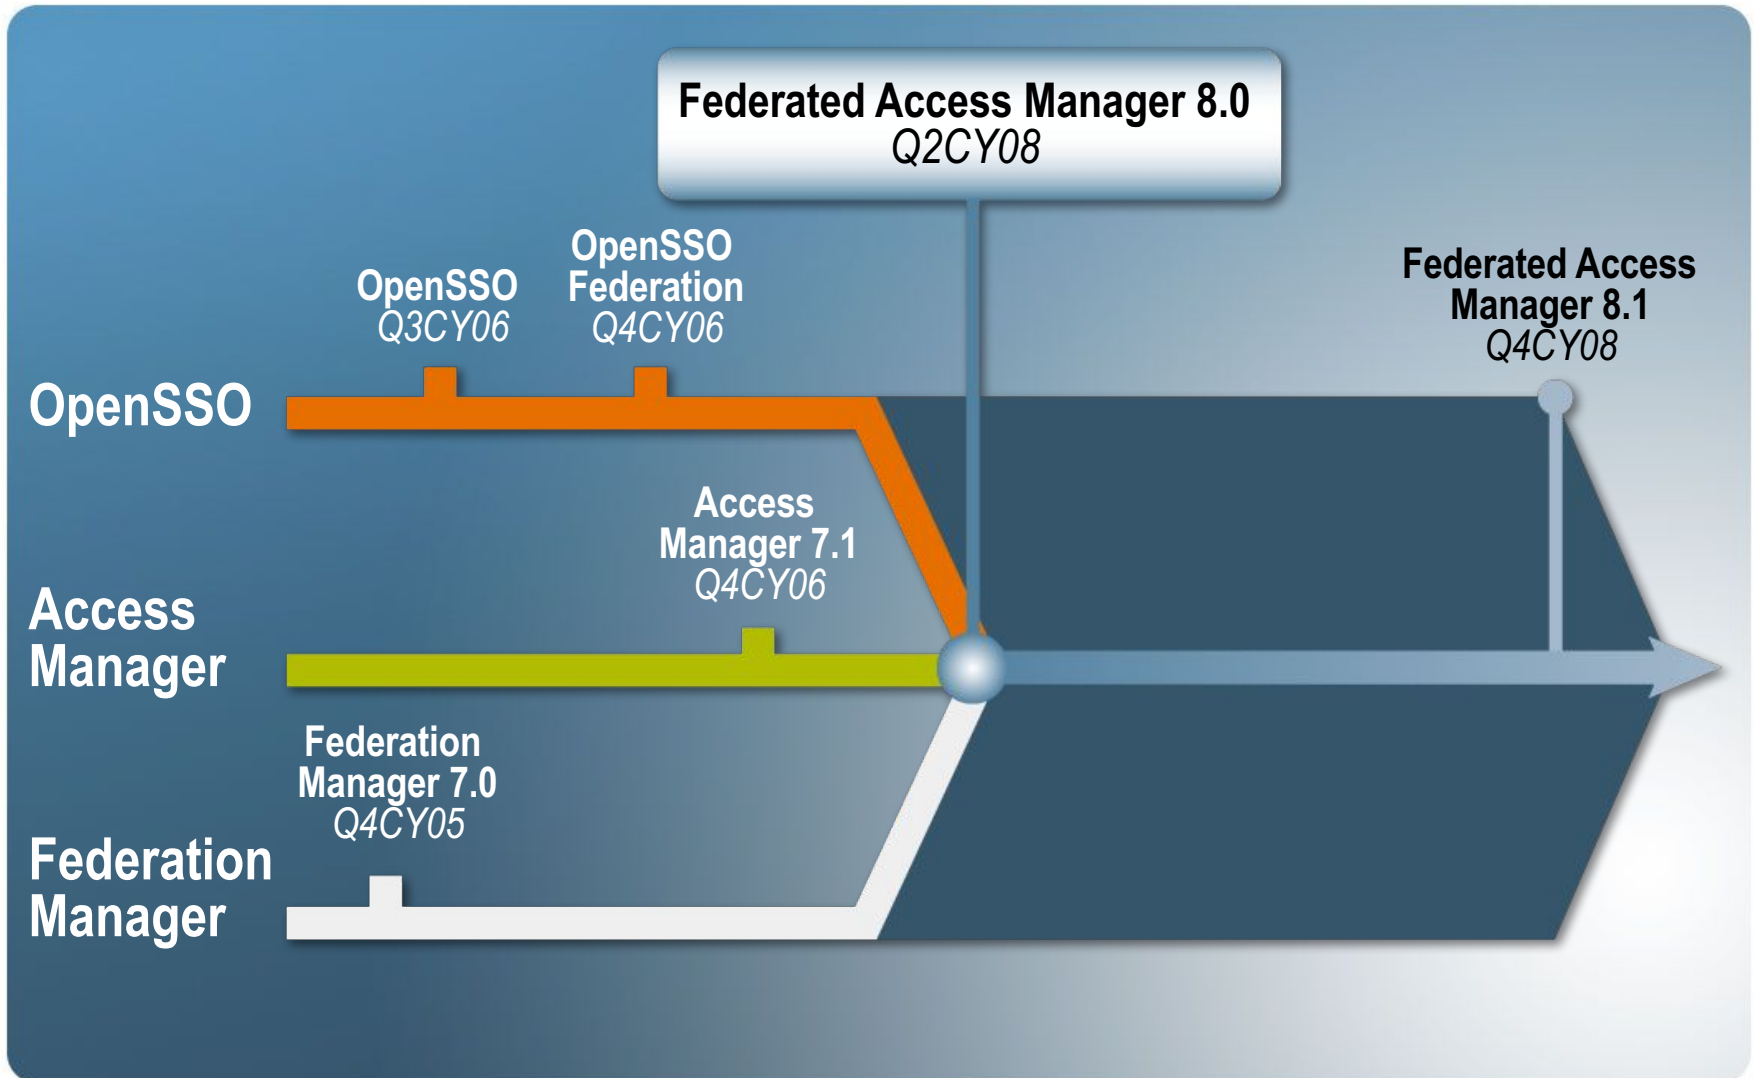 Federated Access Manager 8.0
Q2CY08
OpenSSO
Federation
Q4CY06
OpenSSO
Q3CY06
Federated Access
Manager 8.1
Q4CY08
OpenSSO
Access
Manager 7.1
Q4CY06
Access
Manager
Federation
Manager 7.0
Q4CY05
Federation
Manager